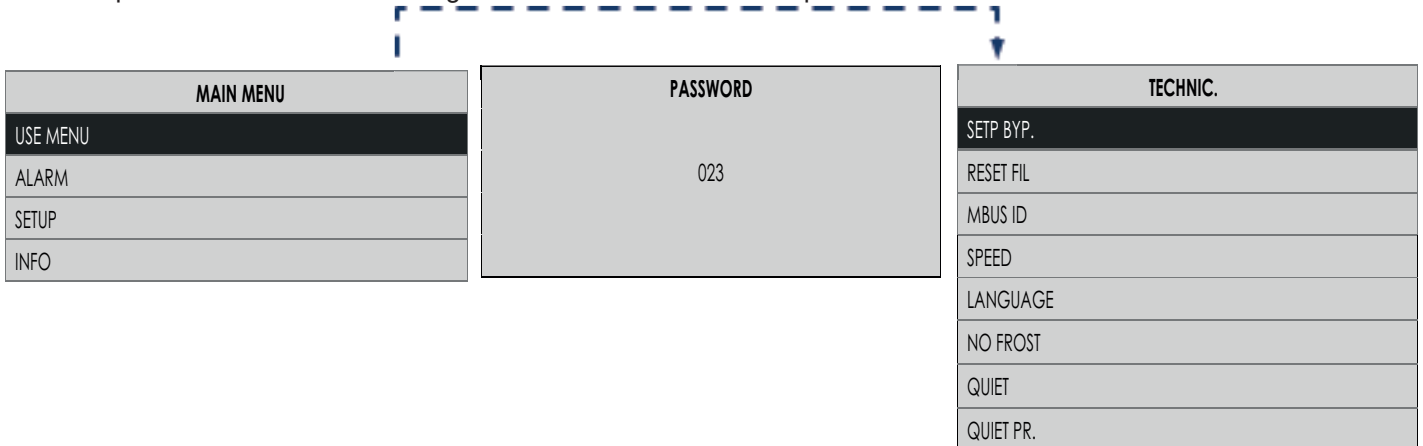 MAIN MENU
USE MENU
ALARM
SETUP
INFO
PASSWORD
023
TECHNIC.
SETP BYP.
RESET FIL
MBUS ID
SPEED
LANGUAGE
NO FROST
QUIET
QUIET PR.